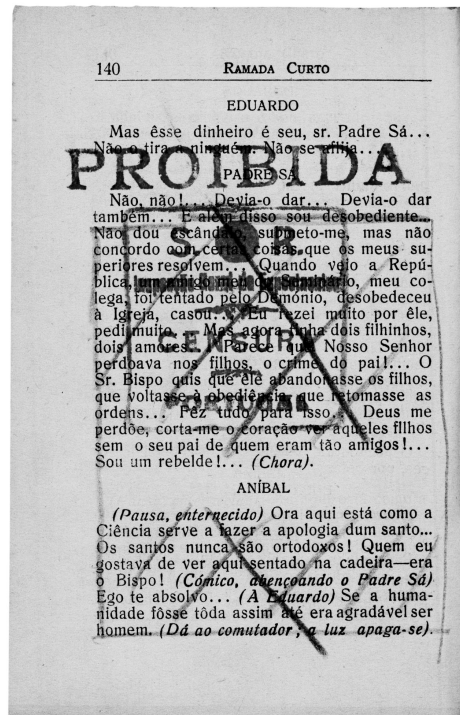 140 RAMADA CURTO
EDUARDO
Mas êsse dinheiro é seu, sr. Padre Sá...
Não o tira a ninguém. Não se aflija...
PROIBIDA
PADRE SÁ
Não, não!... Devia-o dar... Devia-o dar
também... E além disso sou desobediente...
Não dou escândalo, submeto-me, mas não
concordo com certas coisas que os meus su-
periores resolvem... Quando veio a Repú-
blica, um amigo meu do Seminário, meu co-
lega, foi tentado pelo Demónio, desobedeceu
à Igreja, casou... Eu rezei muito por êle,
pedi muito... Mas agora tinha dois filhinhos,
dois amores... Parece que Nosso Senhor
perdoava nos filhos, o crime do pai!... O
Sr. Bispo quis que êle abandonasse os filhos,
que voltasse à obediência, que retomasse as
ordens... Fez tudo para isso... Deus me
perdõe, corta-me o coração ver aqueles filhos
sem o seu pai de quem eram tão amigos!...
Sou um rebelde!... (Chora).
S. R.
CENSURA
PORTUGAL
ANÍBAL
(Pausa, enternecido) Ora aqui está como a
Ciência serve a fazer a apologia dum santo...
Os santos nunca são ortodoxos! Quem eu
gostava de ver aqui sentado na cadeira—era
o Bispo! (Cómico, abençoando o Padre Sá)
Ego te absolvo... (A Eduardo) Se a huma-
nidade fôsse tôda assim até era agradável ser
homem. (Dá ao comutador, a luz apaga-se).